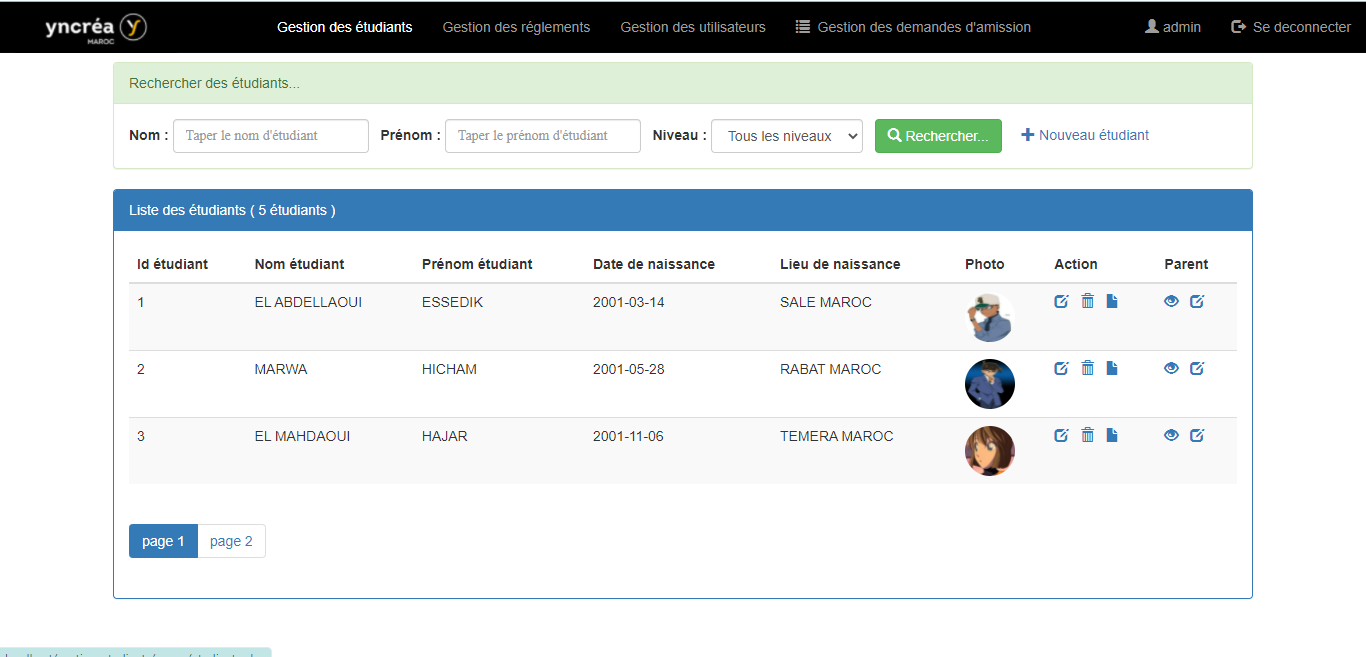 yncréa
MAROC
Gestion des étudiants Gestion des réglements Gestion des utilisateurs Gestion des demandes d'amission admin Se deconnecter
Rechercher des étudiants...
Nom : Taper le nom d'étudiant Prénom : Taper le prénom d'étudiant Niveau : Tous les niveaux Rechercher... Nouveau étudiant
Liste des étudiants ( 5 étudiants )
Id étudiant Nom étudiant Prénom étudiant Date de naissance Lieu de naissance Photo Action Parent
1 EL ABDELLAOUI ESSEDIK 2001-03-14 SALE MAROC
2 MARWA HICHAM 2001-05-28 RABAT MAROC
3 EL MAHDAOUI HAJAR 2001-11-06 TEMERA MAROC
page 1 page 2